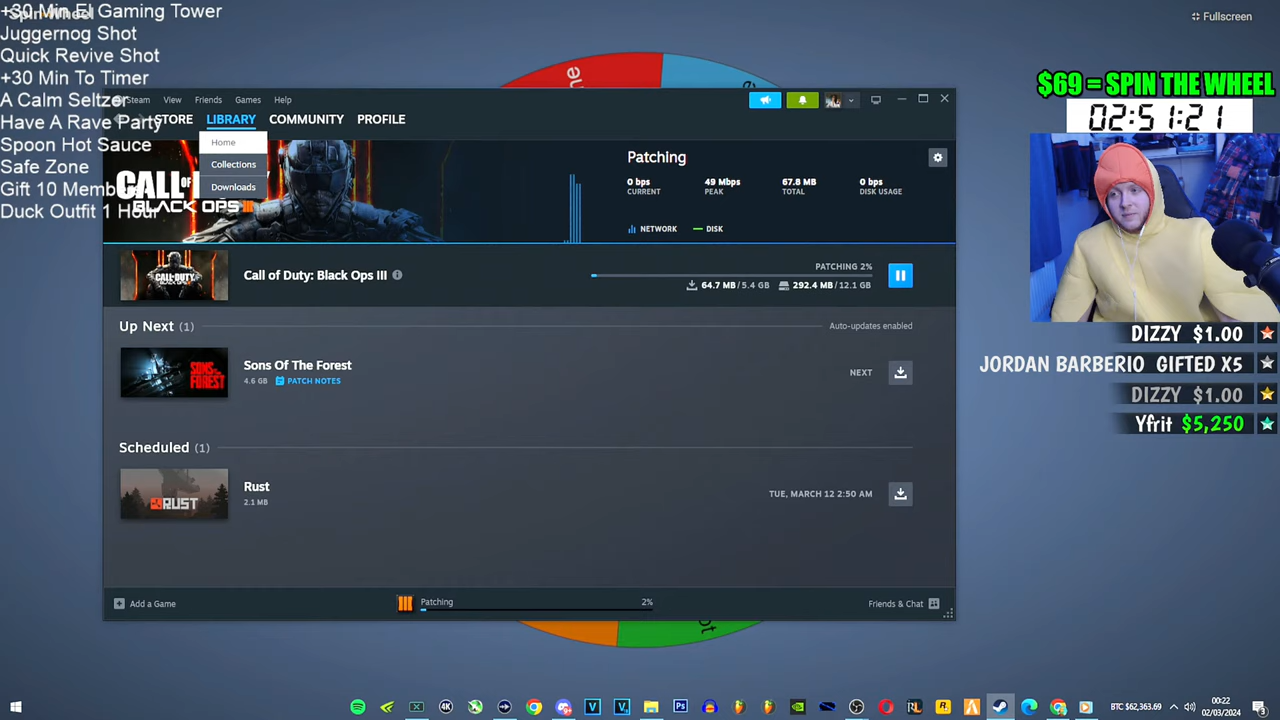 +30 Min El Gaming Tower
Juggernog Shot
Quick Revive Shot
+30 Min To Timer
A Calm Seltzer
Have A Rave Party
Spoon Hot Sauce
Safe Zone
Gift 10 Members
Duck Outfit 1 Hour
Fullscreen
$69 = SPIN THE WHEEL
02:51:21
Steam View Friends Games Help
STORE LIBRARY COMMUNITY PROFILE
Home
Collections
Downloads
CALL OF
BLACK OPS III
Patching
0 bps 49 Mbps 67.8 MB 0 bps
CURRENT PEAK TOTAL DISK USAGE
NETWORK DISK
CALL OF DUTY
Call of Duty: Black Ops III
PATCHING 2%
64.7 MB / 5.4 GB 292.4 MB / 12.1 GB
Up Next (1) Auto-updates enabled
SONS OF THE FOREST
Sons Of The Forest
4.6 GB PATCH NOTES
NEXT
Scheduled (1)
RUST
Rust
2.1 MB
TUE, MARCH 12 2:50 AM
Add a Game
Patching 2%
Friends & Chat
DIZZY $1.00
JORDAN BARBERIO GIFTED X5
DIZZY $1.00
Yfrit $5,250
BTC $62,363.69
00:22
02/03/2024